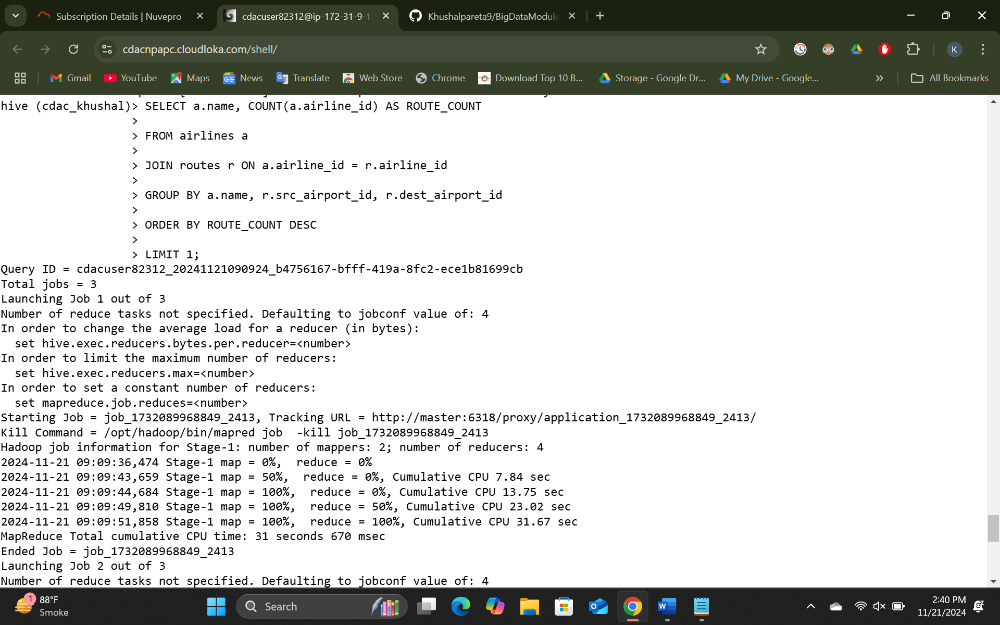 Subscription Details | Nuvepro
cdacuser82312@ip-172-31-9-1
Khushalpareta9/BigDataModule
cdacnpapc.cloudloka.com/shell/
K
Gmail
YouTube
Maps
News
Translate
Web Store
Chrome
Download Top 10 B...
Storage - Google Dr...
My Drive - Google...
All Bookmarks
hive (cdac_khushal)> SELECT a.name, COUNT(a.airline_id) AS ROUTE_COUNT
>
> FROM airlines a
>
> JOIN routes r ON a.airline_id = r.airline_id
>
> GROUP BY a.name, r.src_airport_id, r.dest_airport_id
>
> ORDER BY ROUTE_COUNT DESC
>
> LIMIT 1;
Query ID = cdacuser82312_20241121090924_b4756167-bfff-419a-8fc2-ece1b81699cb
Total jobs = 3
Launching Job 1 out of 3
Number of reduce tasks not specified. Defaulting to jobconf value of: 4
In order to change the average load for a reducer (in bytes):
  set hive.exec.reducers.bytes.per.reducer=<number>
In order to limit the maximum number of reducers:
  set hive.exec.reducers.max=<number>
In order to set a constant number of reducers:
  set mapreduce.job.reduces=<number>
Starting Job = job_1732089968849_2413, Tracking URL = http://master:6318/proxy/application_1732089968849_2413/
Kill Command = /opt/hadoop/bin/mapred job  -kill job_1732089968849_2413
Hadoop job information for Stage-1: number of mappers: 2; number of reducers: 4
2024-11-21 09:09:36,474 Stage-1 map = 0%,  reduce = 0%
2024-11-21 09:09:43,659 Stage-1 map = 50%,  reduce = 0%, Cumulative CPU 7.84 sec
2024-11-21 09:09:44,684 Stage-1 map = 100%,  reduce = 0%, Cumulative CPU 13.75 sec
2024-11-21 09:09:49,810 Stage-1 map = 100%,  reduce = 50%, Cumulative CPU 23.02 sec
2024-11-21 09:09:51,858 Stage-1 map = 100%,  reduce = 100%, Cumulative CPU 31.67 sec
MapReduce Total cumulative CPU time: 31 seconds 670 msec
Ended Job = job_1732089968849_2413
Launching Job 2 out of 3
Number of reduce tasks not specified. Defaulting to jobconf value of: 4
1
88°F
Smoke
Search
2:40 PM
11/21/2024